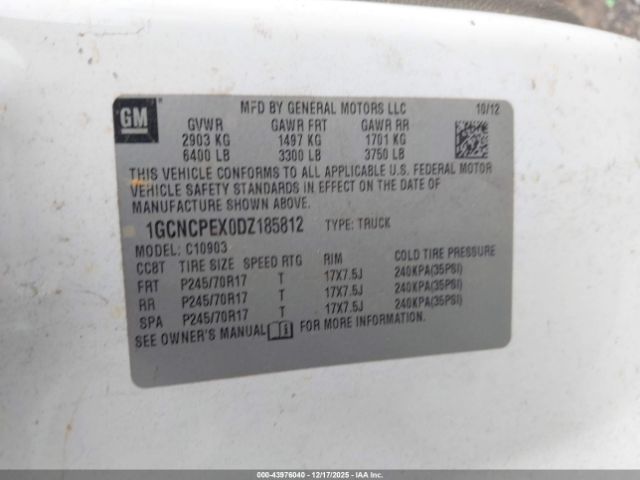 GM
MFD BY GENERAL MOTORS LLC 10/12
GVWR GAWR FRT GAWR RR
2903 KG 1497 KG 1701 KG
6400 LB 3300 LB 3750 LB
THIS VEHICLE CONFORMS TO ALL APPLICABLE U.S. FEDERAL MOTOR
VEHICLE SAFETY STANDARDS IN EFFECT ON THE DATE OF
MANUFACTURE SHOWN ABOVE.
1GCNCPEX0DZ185812 TYPE: TRUCK
MODEL: C10903
CC8T TIRE SIZE SPEED RTG RIM COLD TIRE PRESSURE
FRT P245/70R17 T 17X7.5J 240KPA(35PSI)
RR P245/70R17 T 17X7.5J 240KPA(35PSI)
SPA P245/70R17 T 17X7.5J 240KPA(35PSI)
SEE OWNER'S MANUAL FOR MORE INFORMATION.
000-43976040 - 12/17/2025 - IAAI.COM